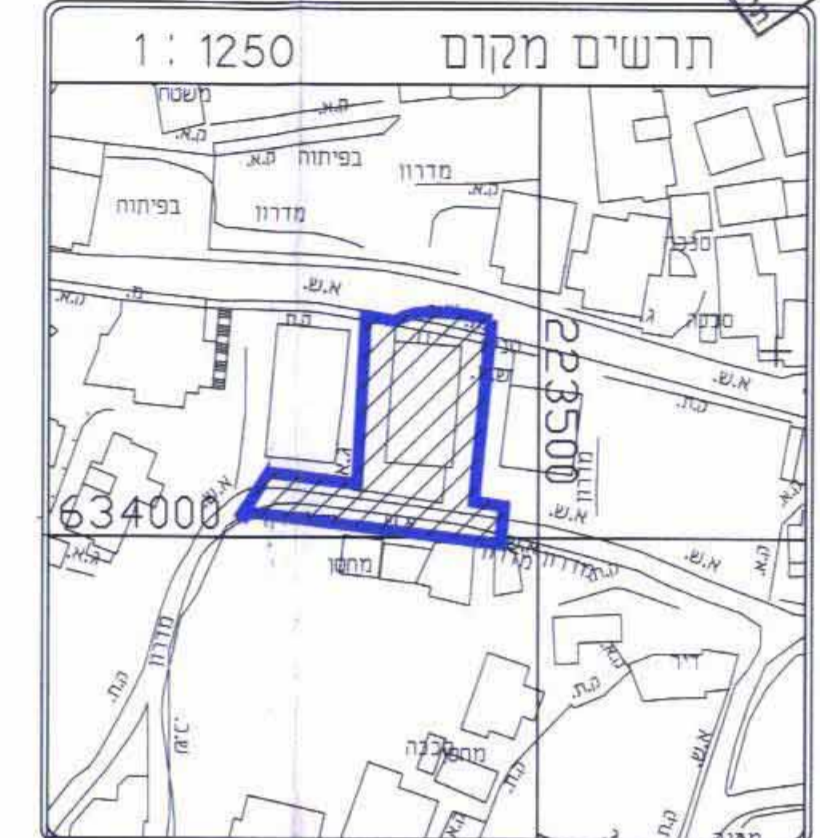 תרשים מקום 1 : 1250
משטח
ק.א.
ק.א.
ק.א.
בפיתוח
מדרון
ק.א.
בפיתוח
מדרון
סככה
א.ש.
ק.א.
מ.
ק.ת.
סככה
ג
א.ש.
ק.ת.
223500
א.ש.
634000
א.ש.
ג.א.
מחסן
מדרון
מדרון
ק.ת.
א.ש.
מדרון
ק.ת.
ק.א.
דיר
ק.ת.
א.ש.
סככה
מחסן
ק.ת.
ק.א.
ק.ת.